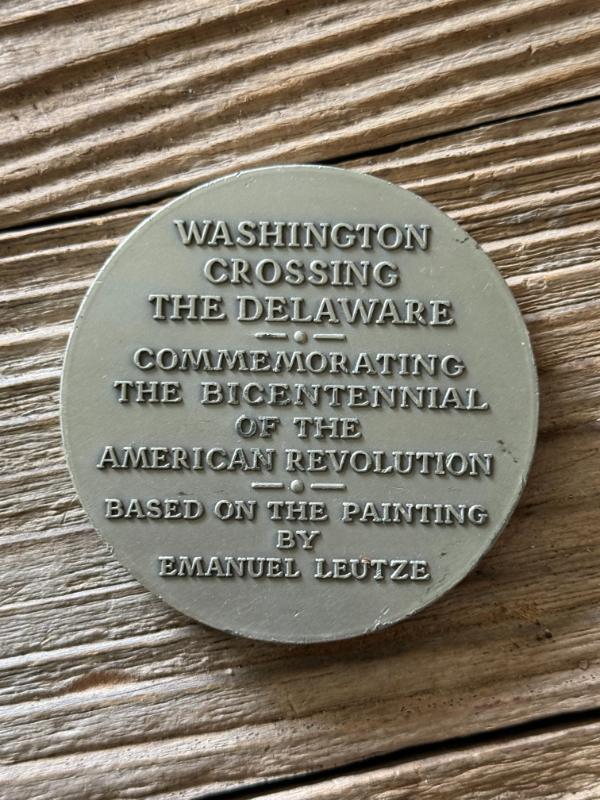 WASHINGTON
CROSSING
THE DELAWARE
COMMEMORATING
THE BICENTENNIAL
OF THE
AMERICAN REVOLUTION
BASED ON THE PAINTING
BY
EMANUEL LEUTZE